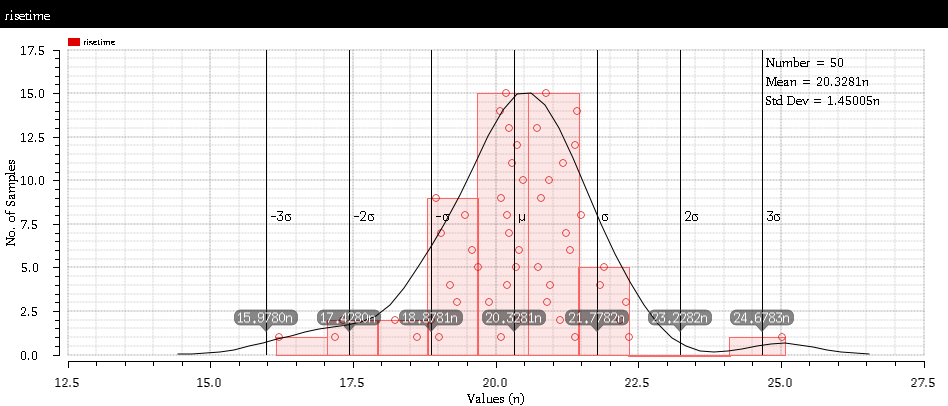 risetime
risetime
Number = 50
Mean = 20.3281n
Std Dev = 1.45005n
No. of Samples
17.5
15.0
12.5
10.0
7.5
5.0
2.5
0.0
-3σ
-2σ
-σ
μ
σ
2σ
3σ
15.9780n
17.4280n
18.8781n
20.3281n
21.7782n
23.2282n
24.6783n
12.5
15.0
17.5
20.0
22.5
25.0
27.5
Values (n)